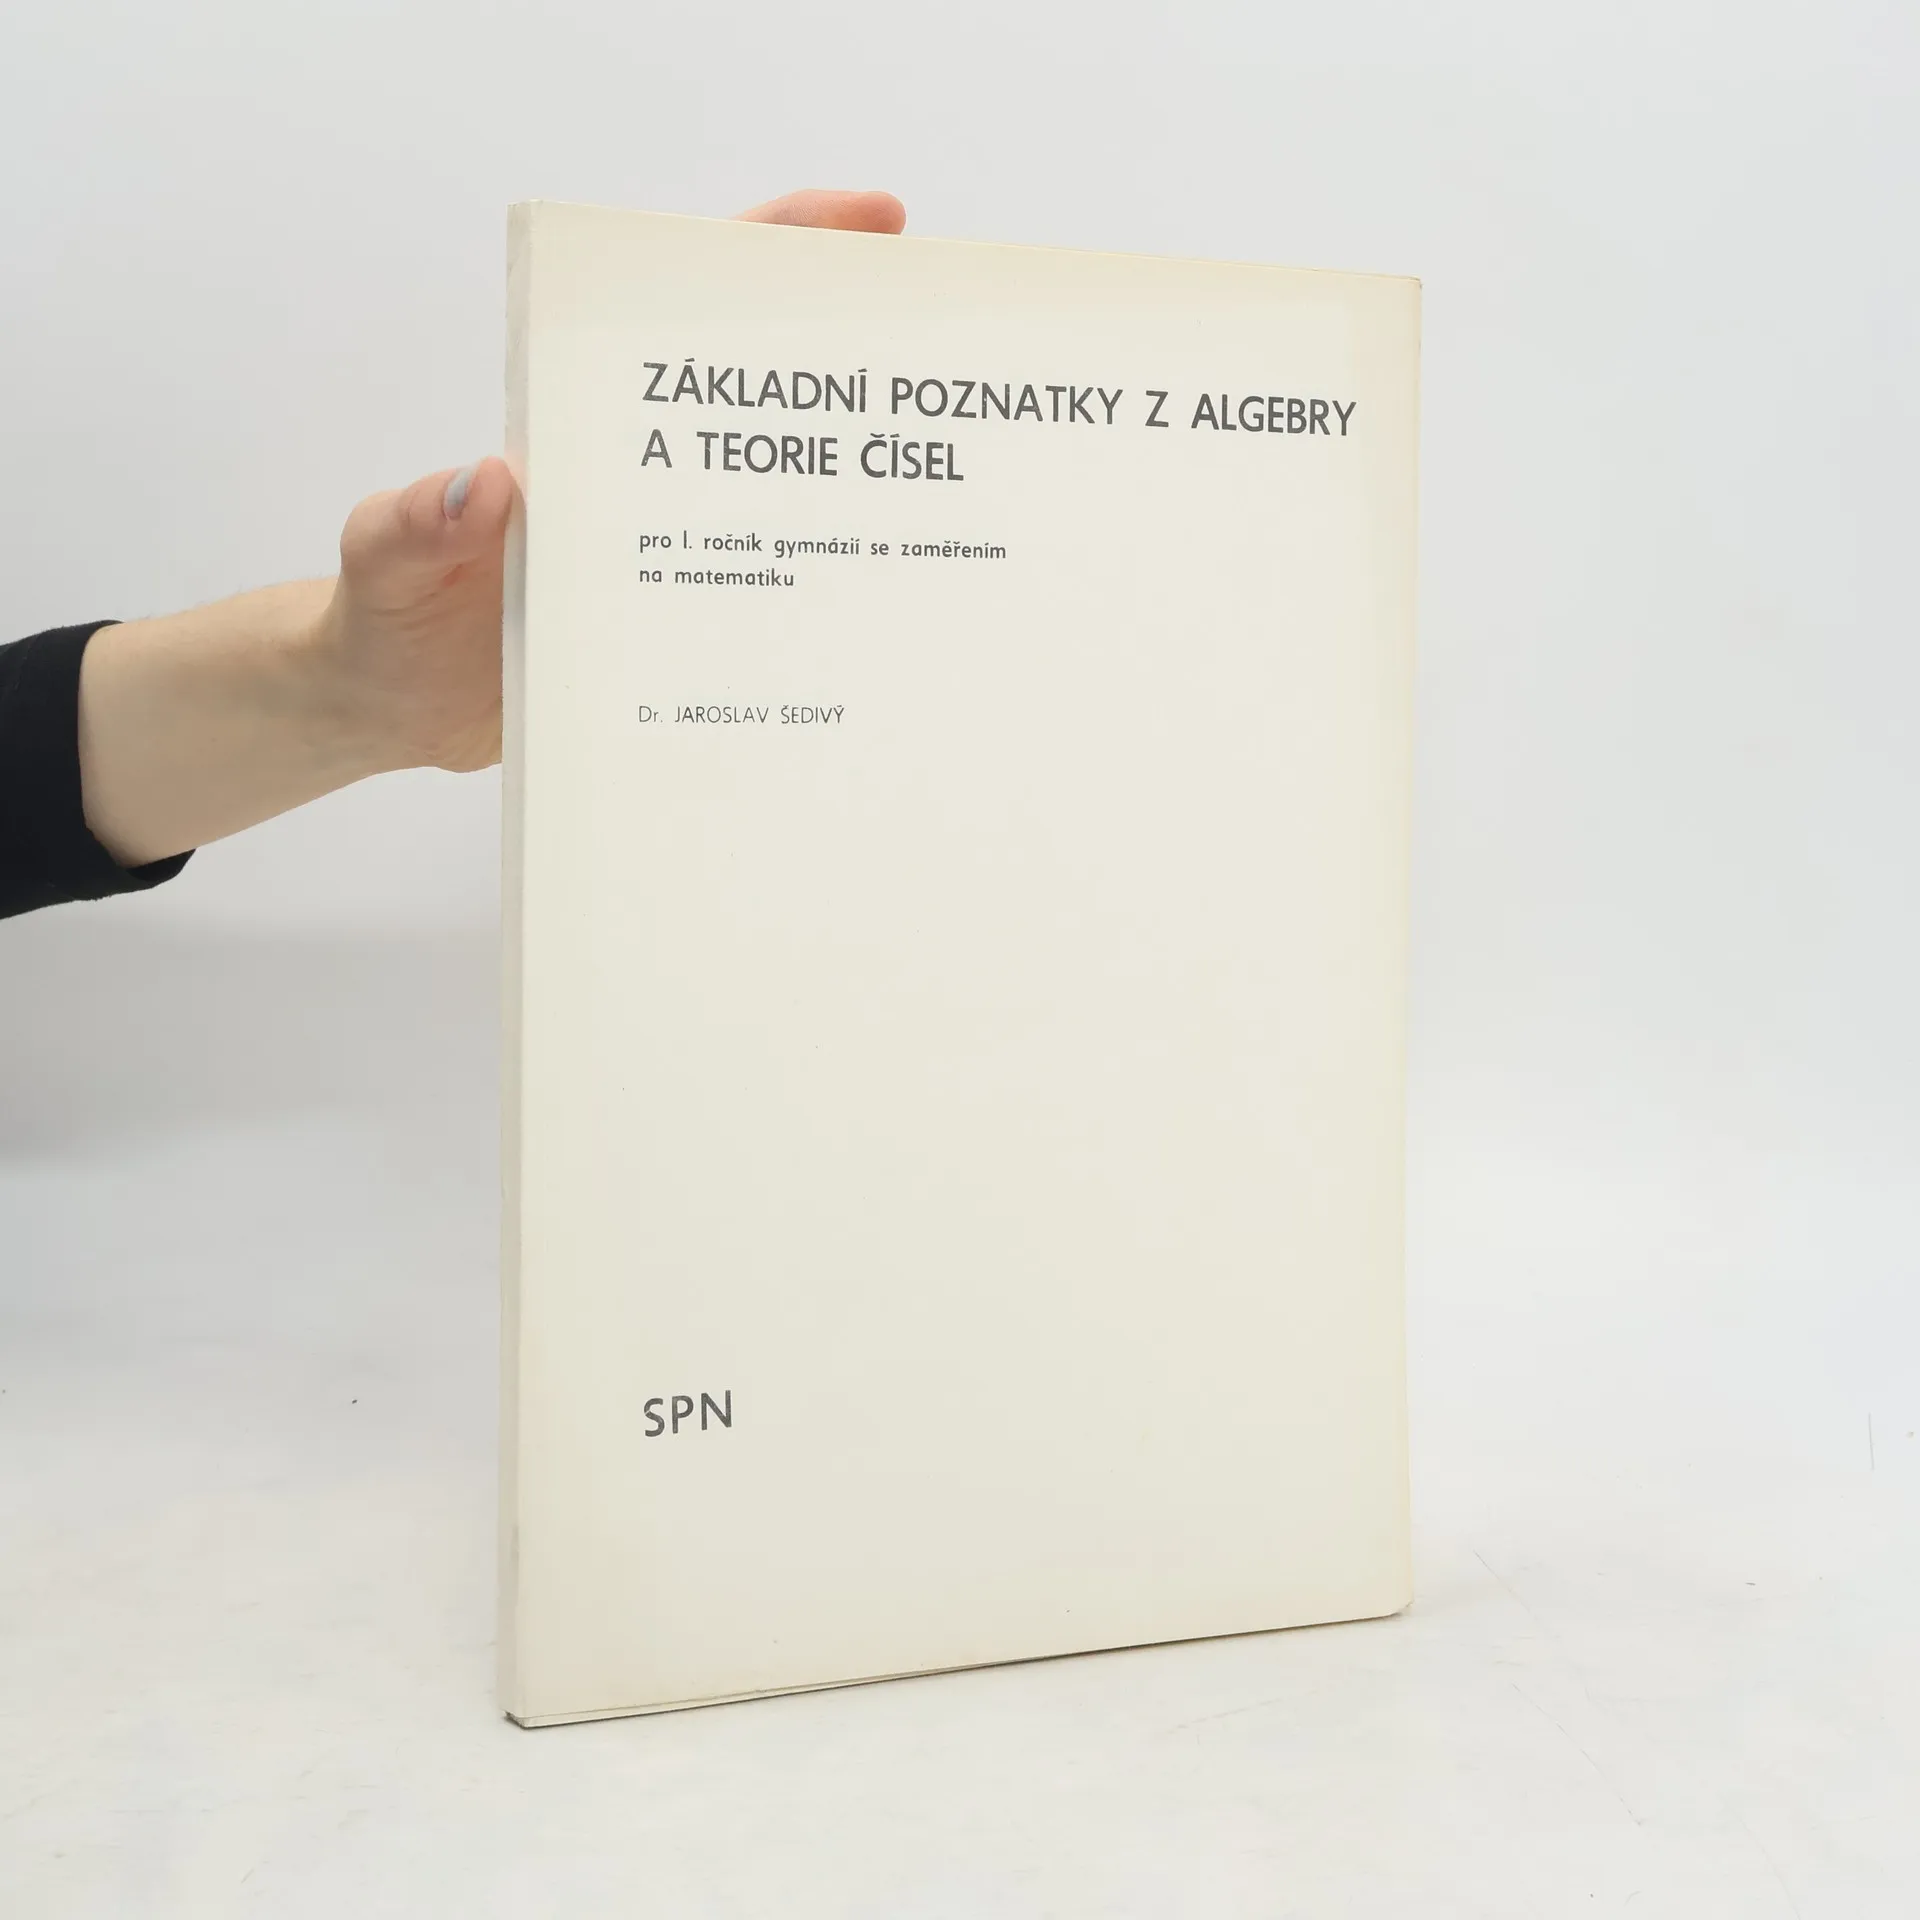 ZÁKLADNÍ POZNATKY Z ALGEBRY
A TEORIE ČÍSEL
pro I. ročník gymnázií se zaměřením
na matematiku
Dr. JAROSLAV ŠEDIVÝ
SPN